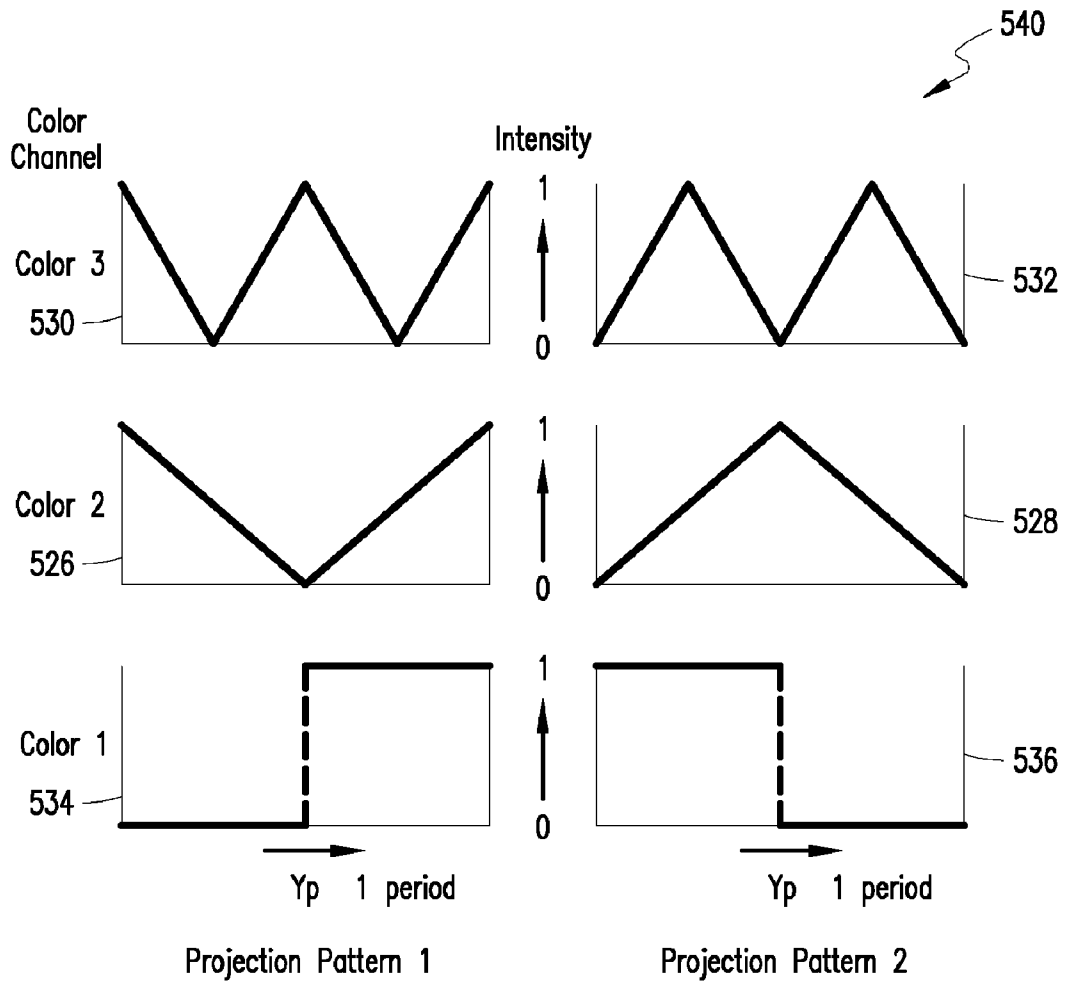 540
Color
Channel
Intensity
1
Color 3
530
532
0
1
Color 2
526
528
0
1
Color 1
534
536
0
Yp 1 period
Yp 1 period
Projection Pattern 1
Projection Pattern 2